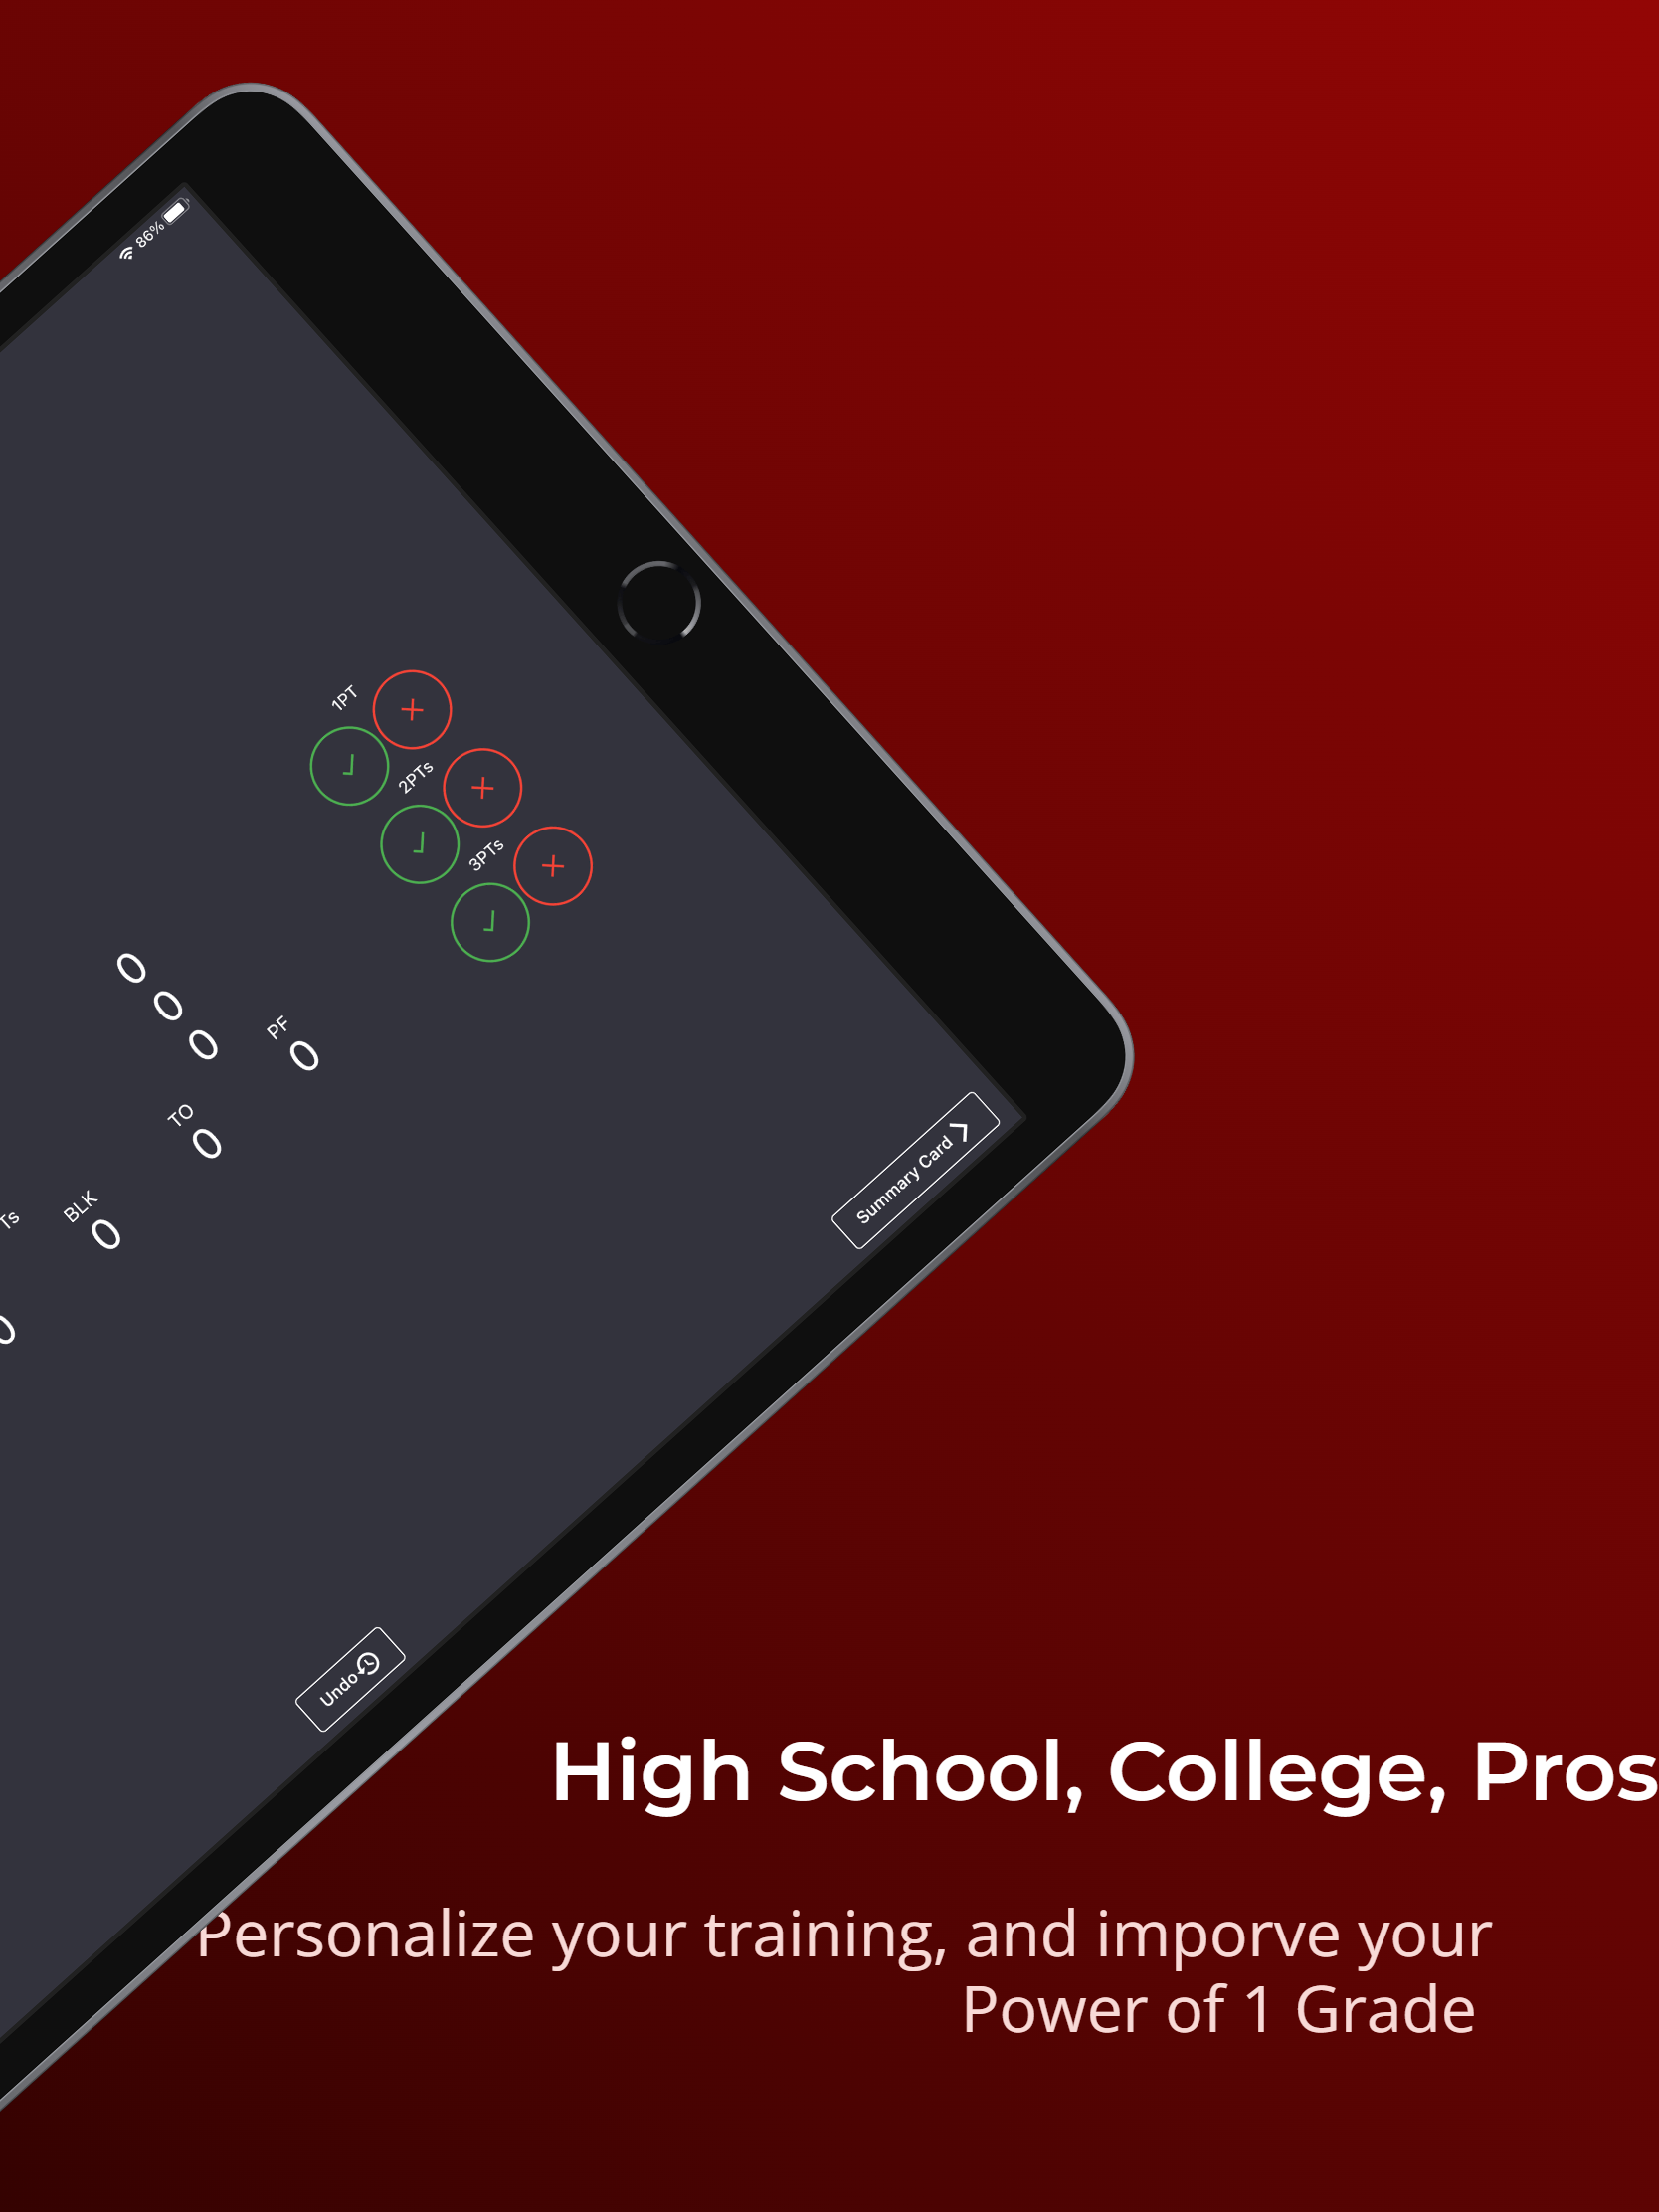 86%
1PT
2PTs
3PTs
0
0
0
PF
0
TO
0
BLK
0
Ts
0
Summary Card
Undo
High School, College, Pros
Personalize your training, and imporve your
Power of 1 Grade